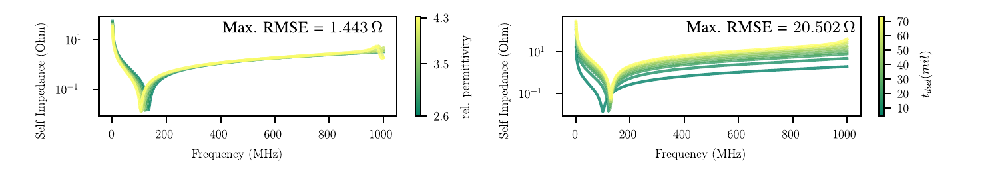 Self Impedance (Ohm)
10^1
10^−1
Max. RMSE = 1.443 Ω
0 200 400 600 800 1000
Frequency (MHz)
4.3
3.5
2.6
rel. permittivity
Self Impedance (Ohm)
10^1
10^−1
Max. RMSE = 20.502 Ω
0 200 400 600 800 1000
Frequency (MHz)
70
60
50
40
30
20
10
t_{diel}(mil)